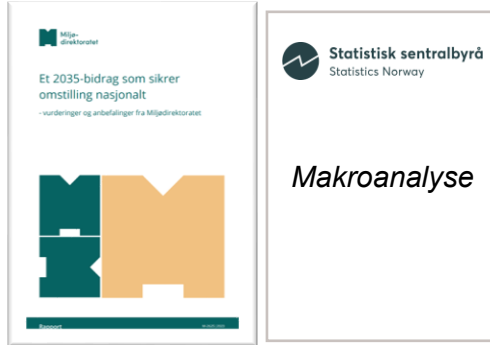 Miljø-
direktoratet
Et 2035-bidrag som sikrer
omstilling nasjonalt
- vurderinger og anbefalinger fra Miljødirektoratet
Rapport
Statistisk sentralbyrå
Statistics Norway
Makroanalyse